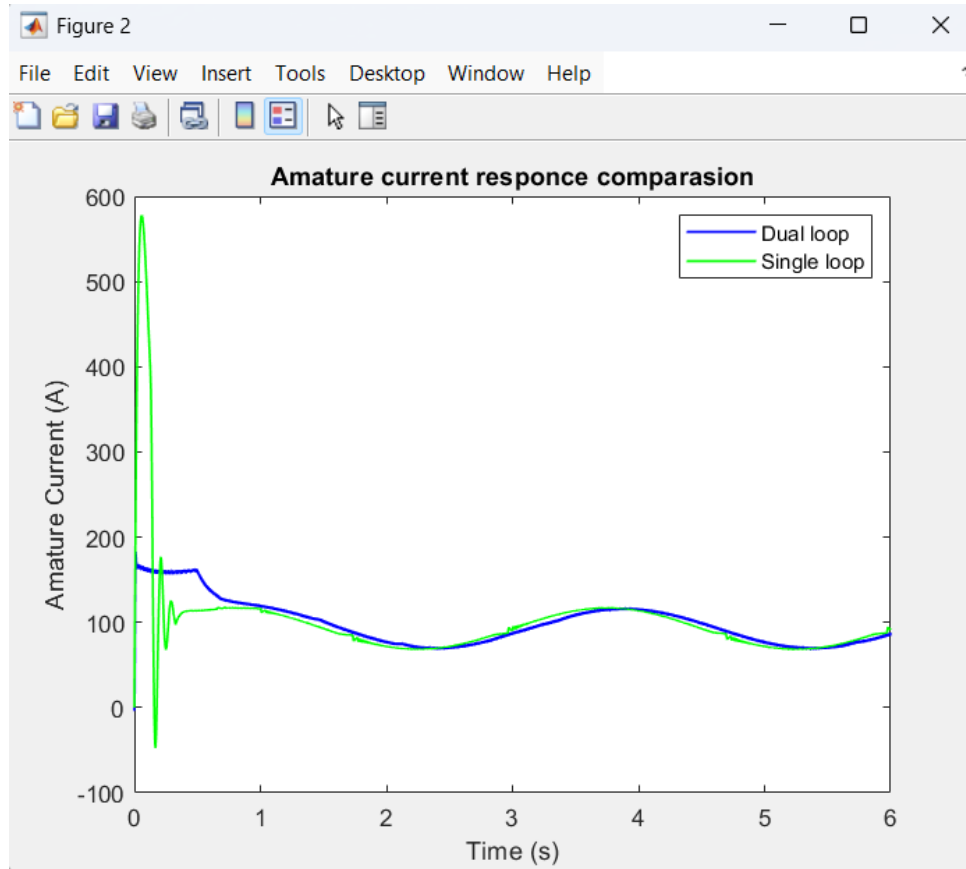 Figure 2
File Edit View Insert Tools Desktop Window Help
Amature current responce comparasion
600
500
400
300
200
100
0
-100
Amature Current (A)
Dual loop
Single loop
0 1 2 3 4 5 6
Time (s)